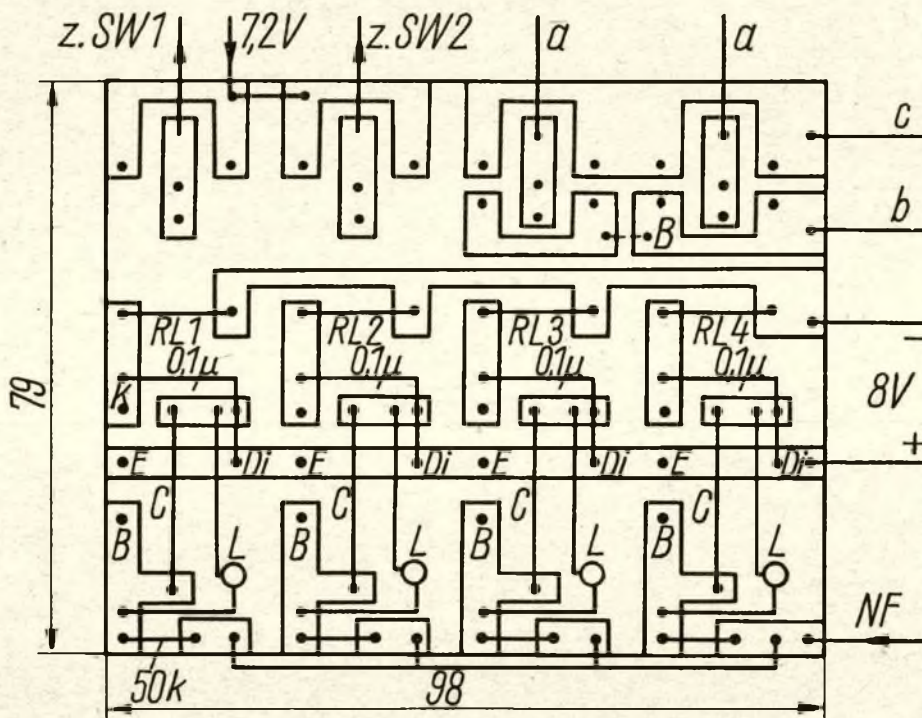 z. SW1 7,2V z. SW2 a a
c
B b
RL1 RL2 RL3 RL4
−
0,1µ 0,1µ 0,1µ 0,1µ
79 K 8V
+
E Di E Di E Di E Di
C C C C
B L B L B L B L
NF
50k 98